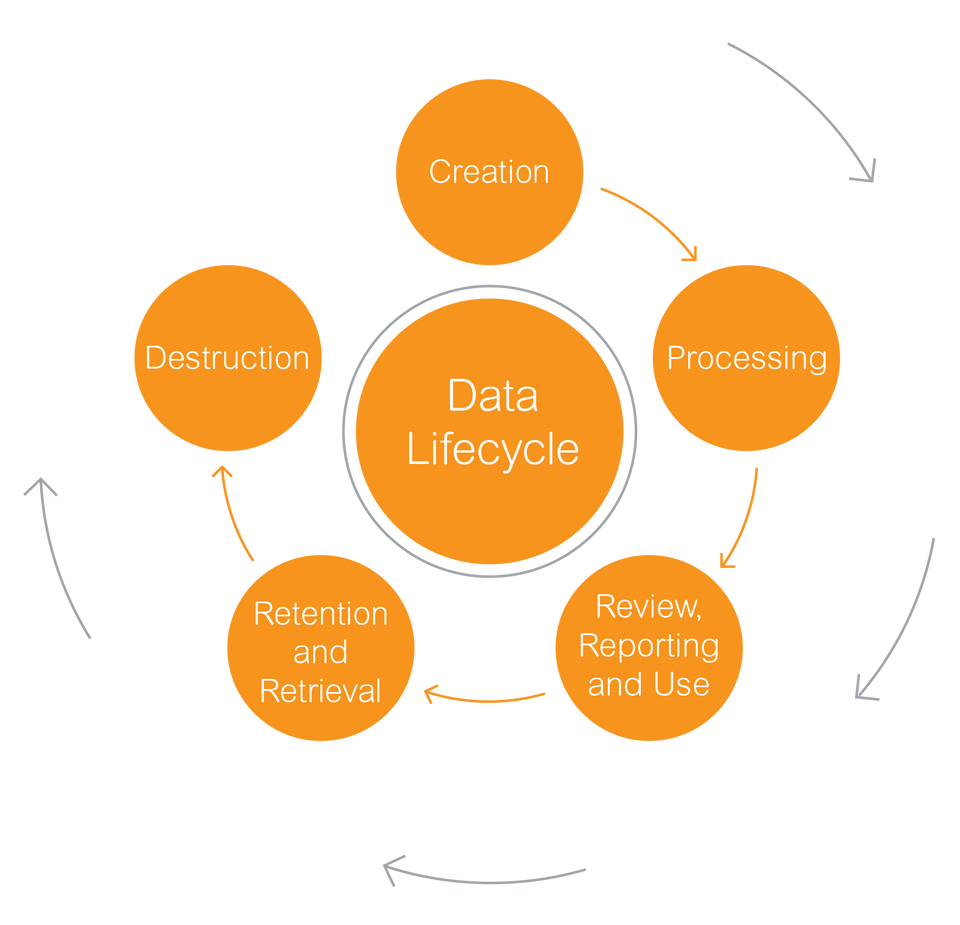 Creation
Processing
Review,
Reporting
and Use
Retention
and
Retrieval
Destruction
Data
Lifecycle